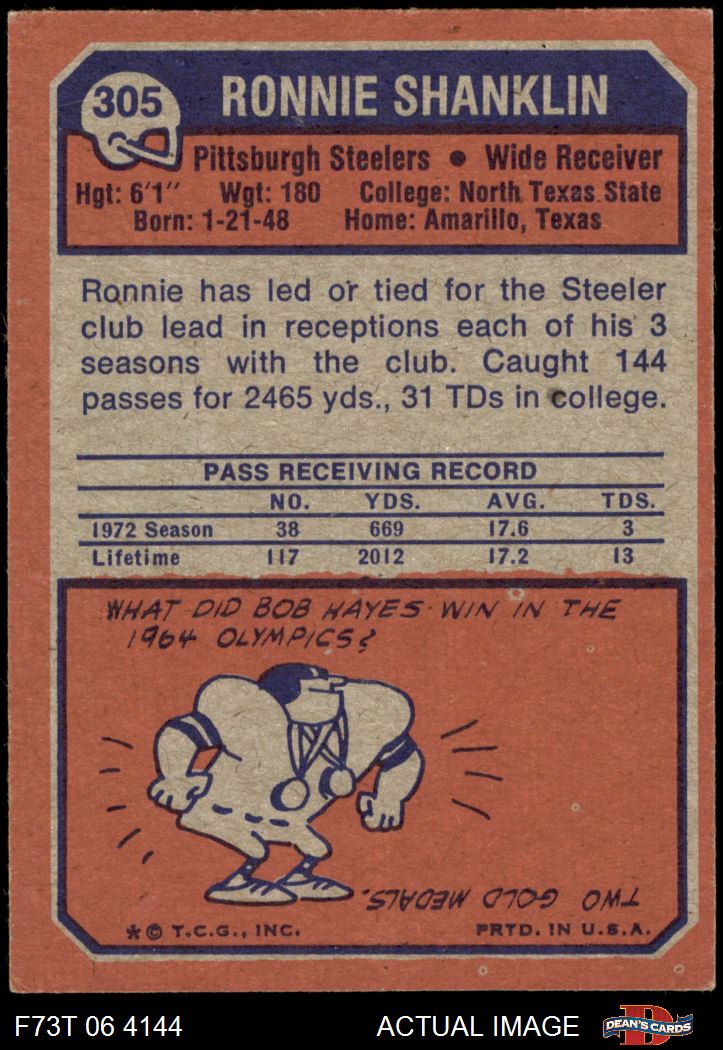 305
RONNIE SHANKLIN
Pittsburgh Steelers • Wide Receiver
Hgt: 6'1" Wgt: 180 College: North Texas State
Born: 1-21-48 Home: Amarillo, Texas
Ronnie has led or tied for the Steeler
club lead in receptions each of his 3
seasons with the club. Caught 144
passes for 2465 yds., 31 TDs in college.
PASS RECEIVING RECORD
NO. YDS. AVG. TDS.
1972 Season 38 669 17.6 3
Lifetime 117 2012 17.2 13
WHAT DID BOB HAYES WIN IN THE
1964 OLYMPICS?
TWO GOLD MEDALS.
*© T.C.G., INC. PRTD. IN U.S.A.
F73T 06 4144 ACTUAL IMAGE
D
DEAN'S CARDS